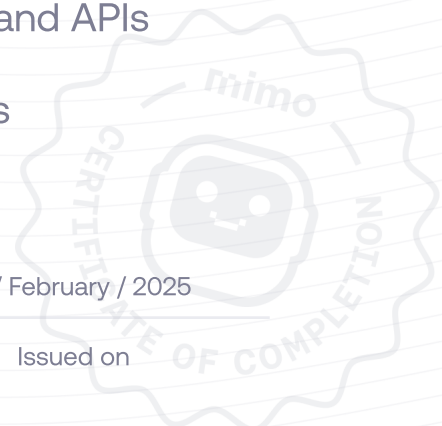 and APIs
s
/ February / 2025
Issued on
mimo
CERTIFICATE OF COMPLETION